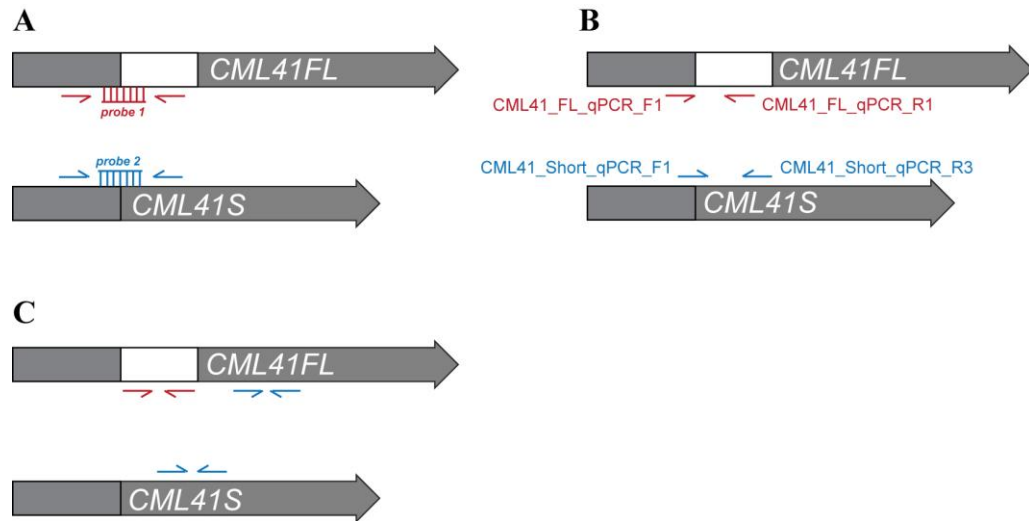 A
CML41FL
probe 1
probe 2
CML41S
B
CML41FL
CML41_FL_qPCR_F1
CML41_FL_qPCR_R1
CML41_Short_qPCR_F1
CML41_Short_qPCR_R3
CML41S
C
CML41FL
CML41S